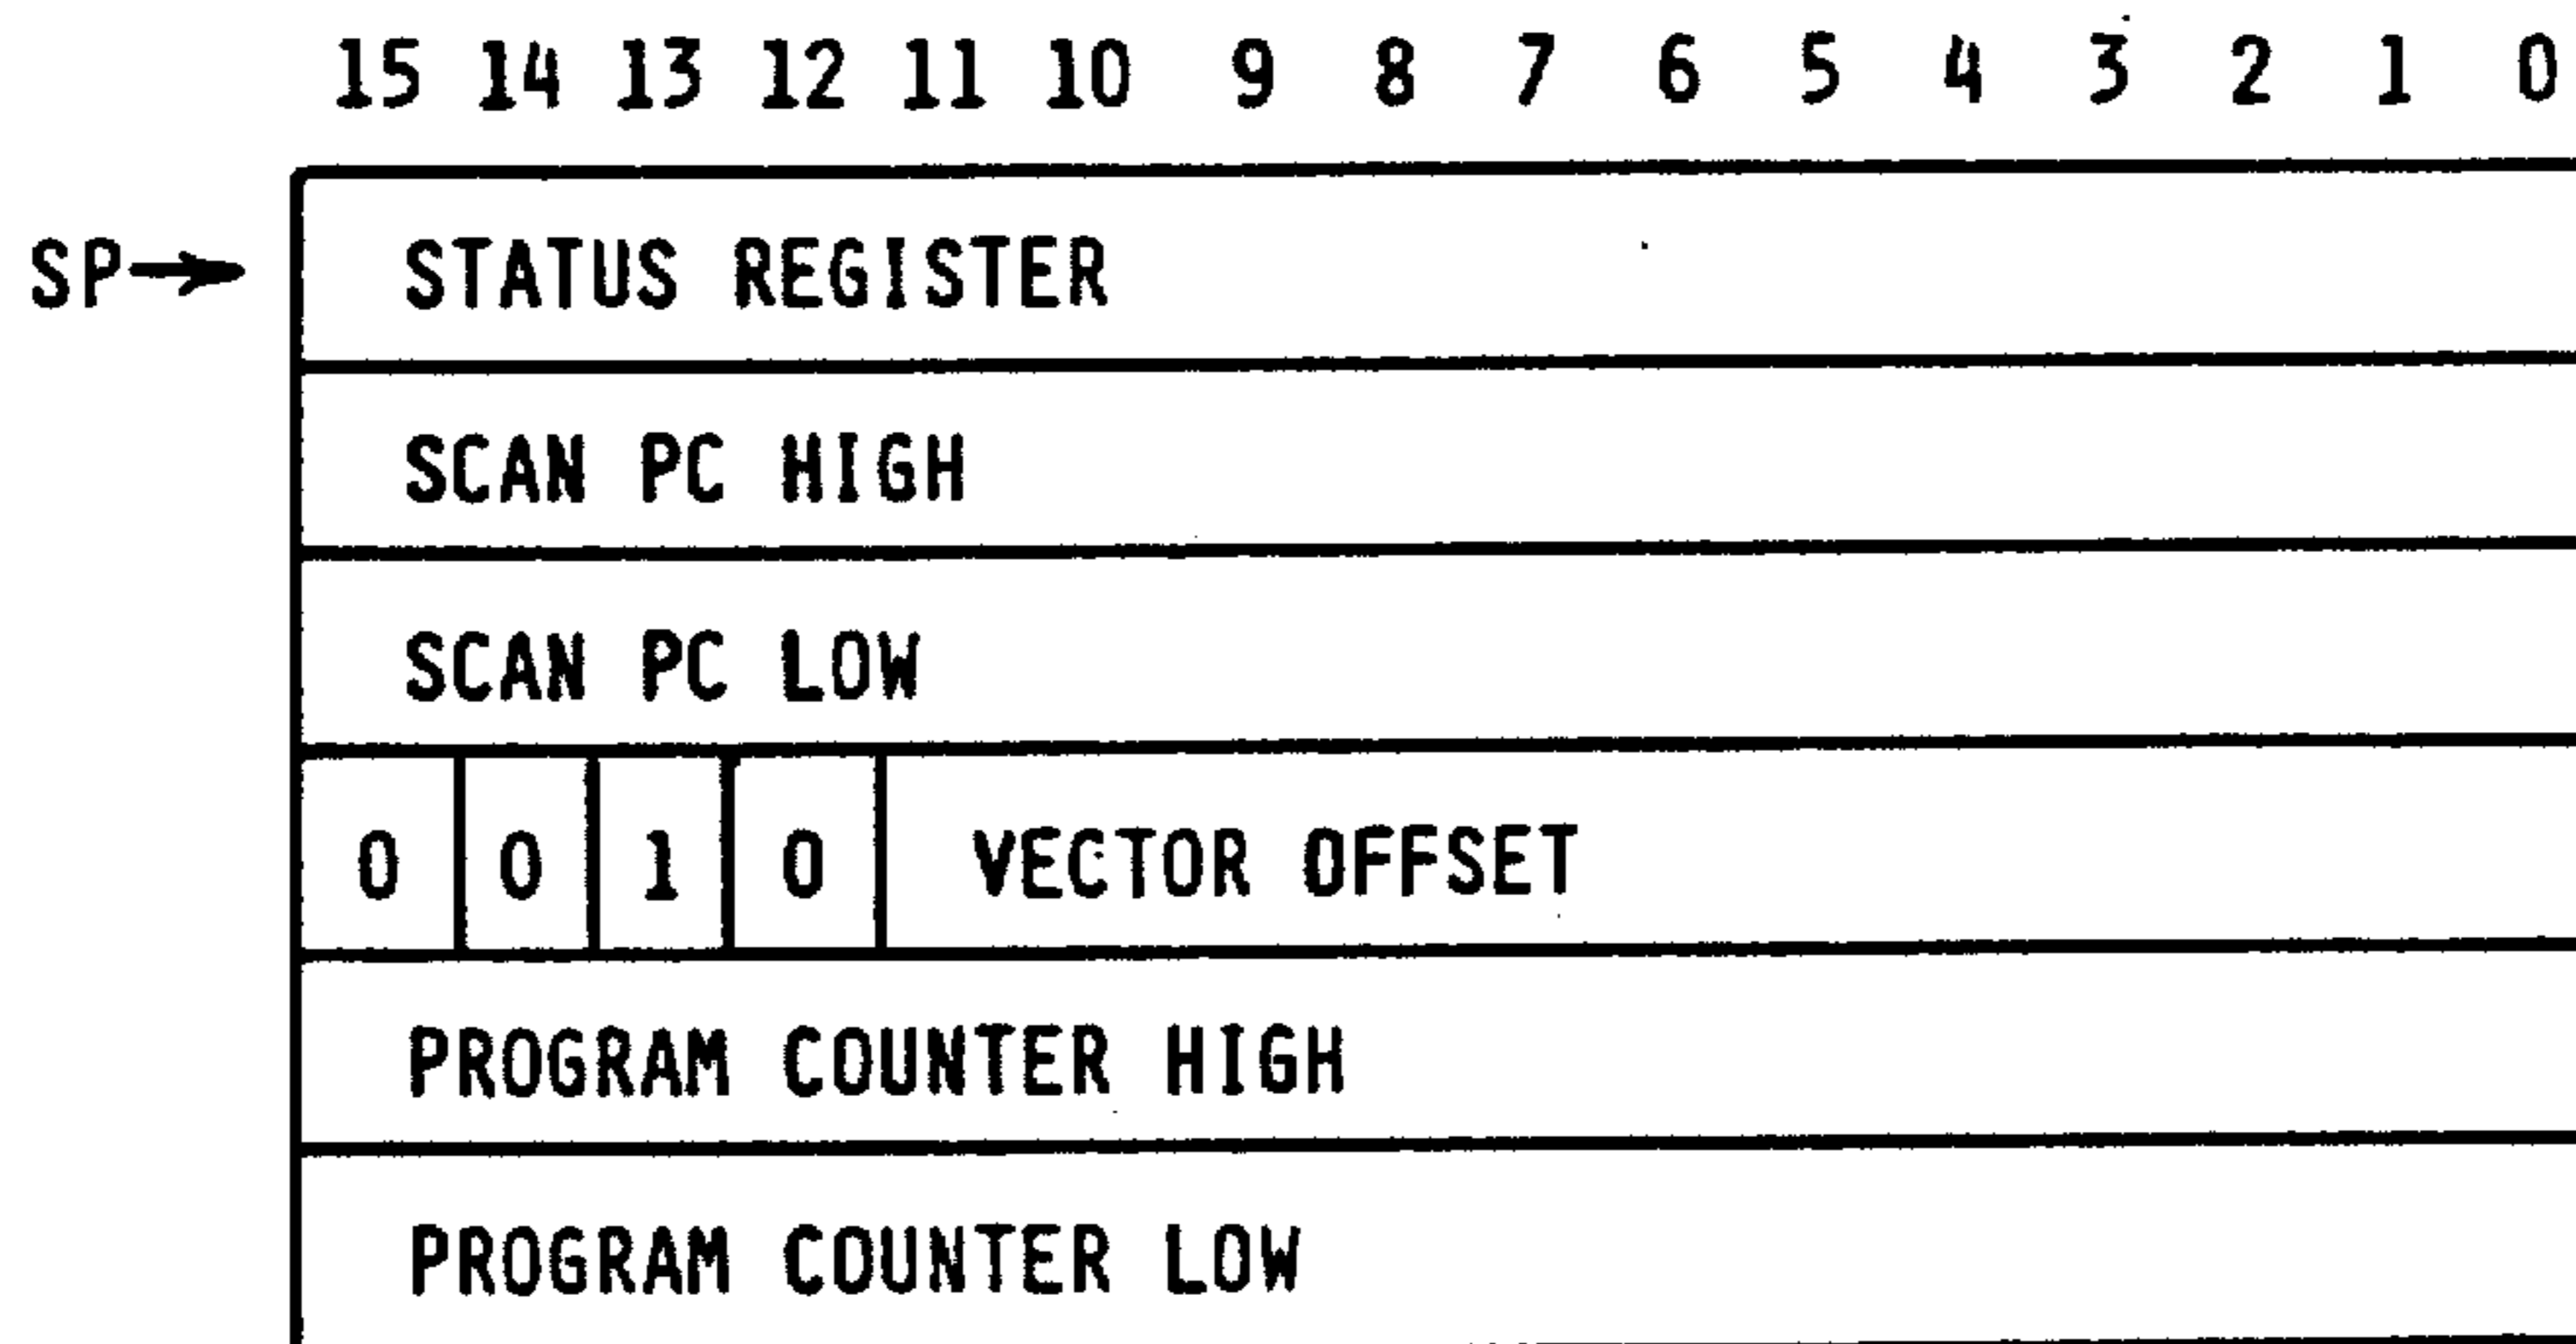 15 14 13 12 11 10 9 8 7 6 5 4 3 2 1 0
SP→ STATUS REGISTER
SCAN PC HIGH
SCAN PC LOW
0 0 1 0 VECTOR OFFSET
PROGRAM COUNTER HIGH
PROGRAM COUNTER LOW